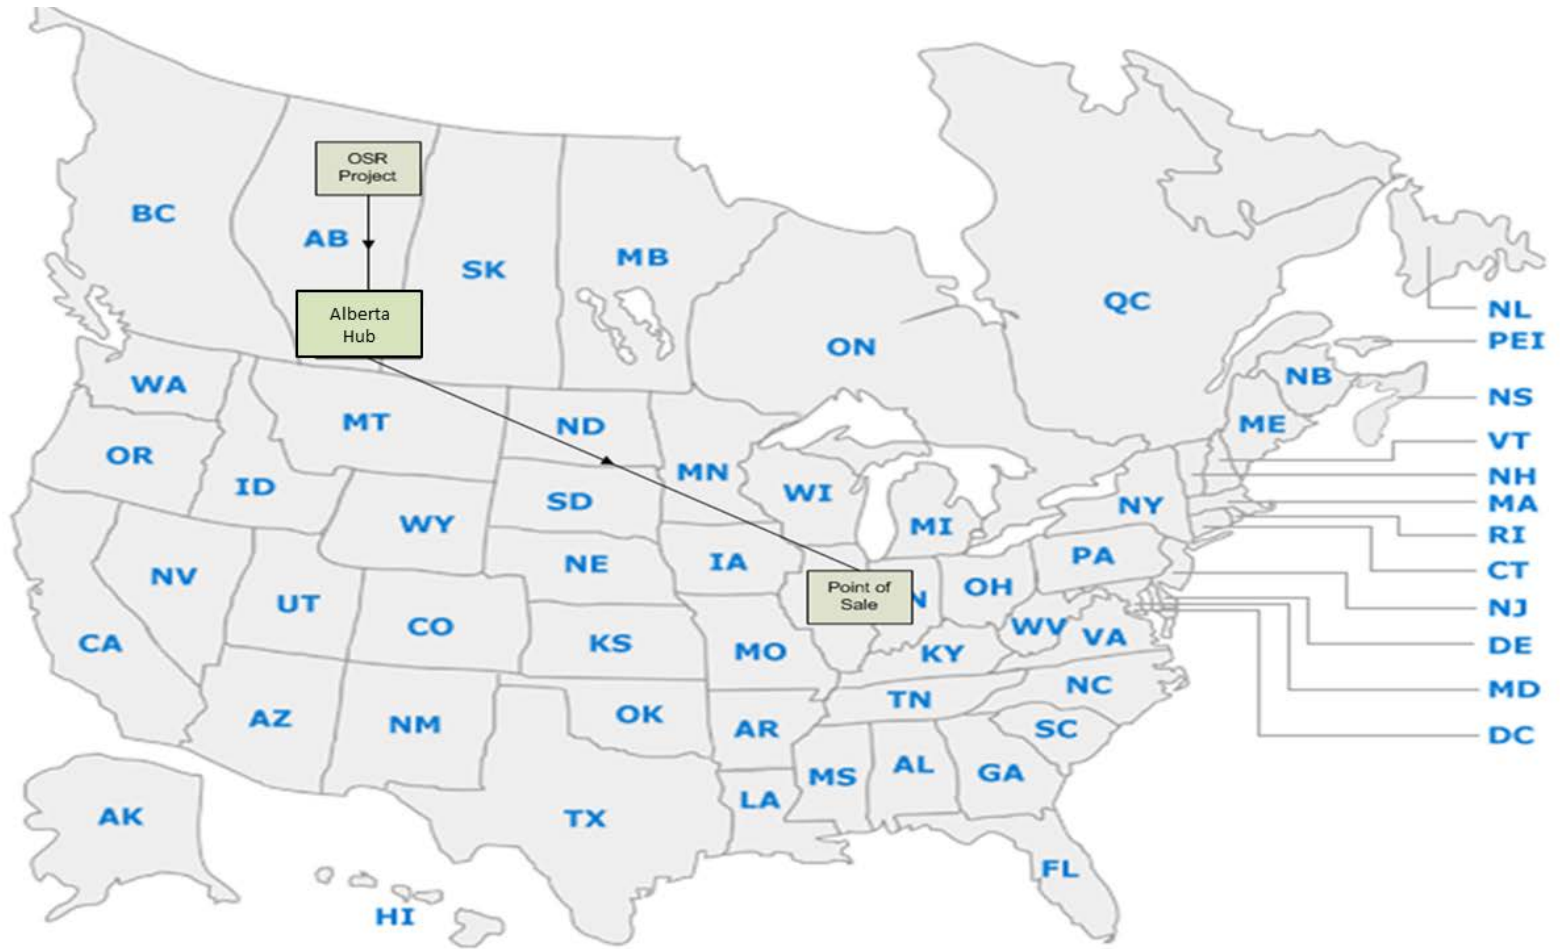 OSR
Project
BC
AB
SK
MB
Alberta
Hub
ON
QC
NL
PEI
NB
NS
ME
VT
NH
MA
RI
CT
NJ
DE
MD
DC
WA
MT
ND
MN
OR
ID
WY
SD
WI
MI
NY
NV
UT
CO
NE
IA
Point of
Sale
N
OH
PA
CA
KS
MO
KY
WV
VA
AZ
NM
OK
AR
TN
NC
SC
MS
AL
GA
LA
TX
AK
FL
HI